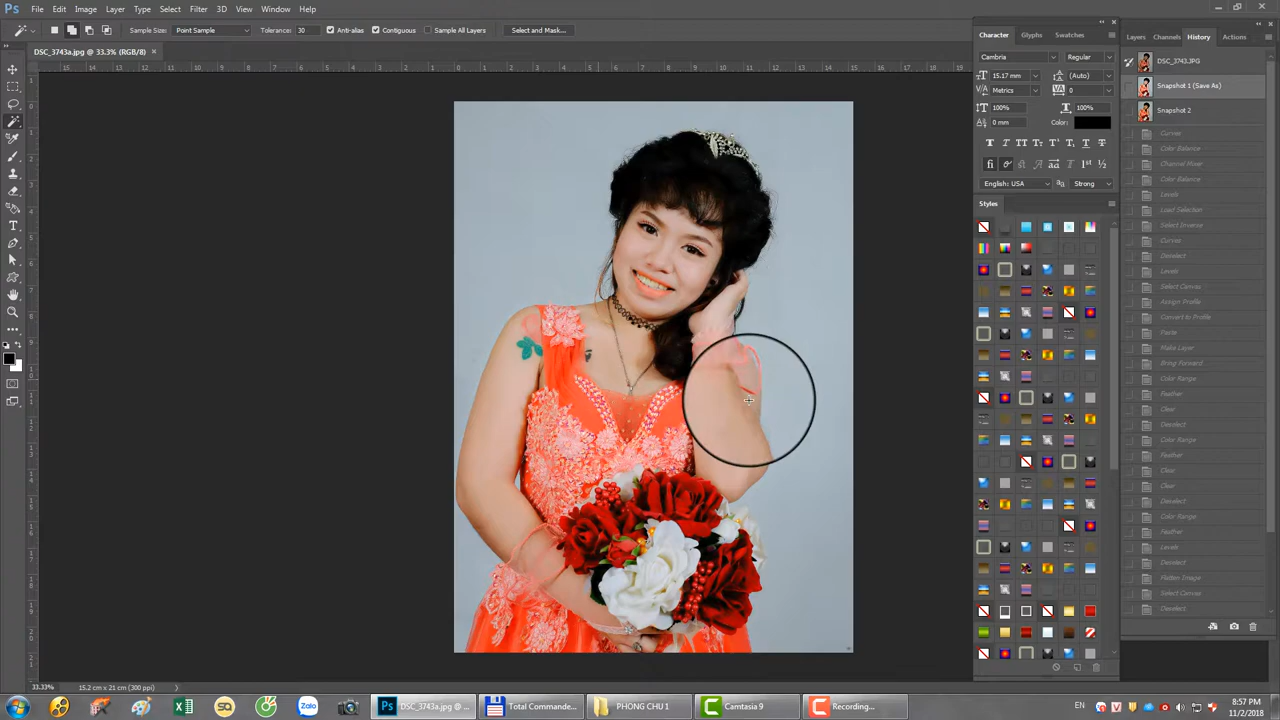 Ps File Edit Image Layer Type Select Filter 3D View Window Help
Sample Size: Point Sample Tolerance: 30 Anti-alias Contiguous Sample All Layers Select and Mask...
DSC_3743a.jpg @ 33.3% (RGB/8) ×
Character Glyphs Swatches
Cambria Regular
15.17 mm (Auto)
Metrics 0
100% 100%
0 mm Color:
English: USA Strong
Styles
Layers Channels History Actions
DSC_3743.JPG
Snapshot 1 (Save As)
Snapshot 2
Curves
Color Balance
Channel Mixer
Color Balance
Levels
Load Selection
Select Inverse
Curves
Deselect
Levels
Select Canvas
Assign Profile
Convert to Profile
Paste
Make Layer
Bring Forward
Color Range
Feather
Clear
Deselect
Color Range
Feather
Clear
Clear
Deselect
Color Range
Feather
Levels
Deselect
Flatten Image
Select Canvas
Deselect
33.33% 15.2 cm x 21 cm (300 ppi)
DSC_3743a.jpg @ ... Total Commande... PHONG CHU 1 Camtasia 9 Recording... EN 8:57 PM
11/2/2018